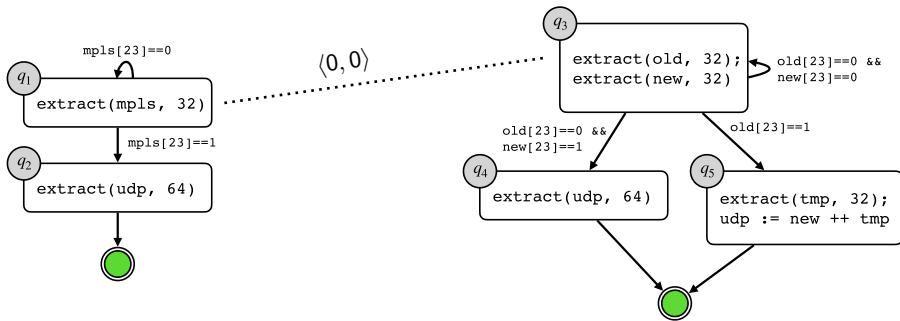 q3
mpls[23]==0
⟨0, 0⟩
q1
extract(mpls, 32)
extract(old, 32);
extract(new, 32)
old[23]==0 &&
new[23]==0
mpls[23]==1
old[23]==0 &&
new[23]==1
old[23]==1
q2
extract(udp, 64)
q4
extract(udp, 64)
q5
extract(tmp, 32);
udp := new ++ tmp